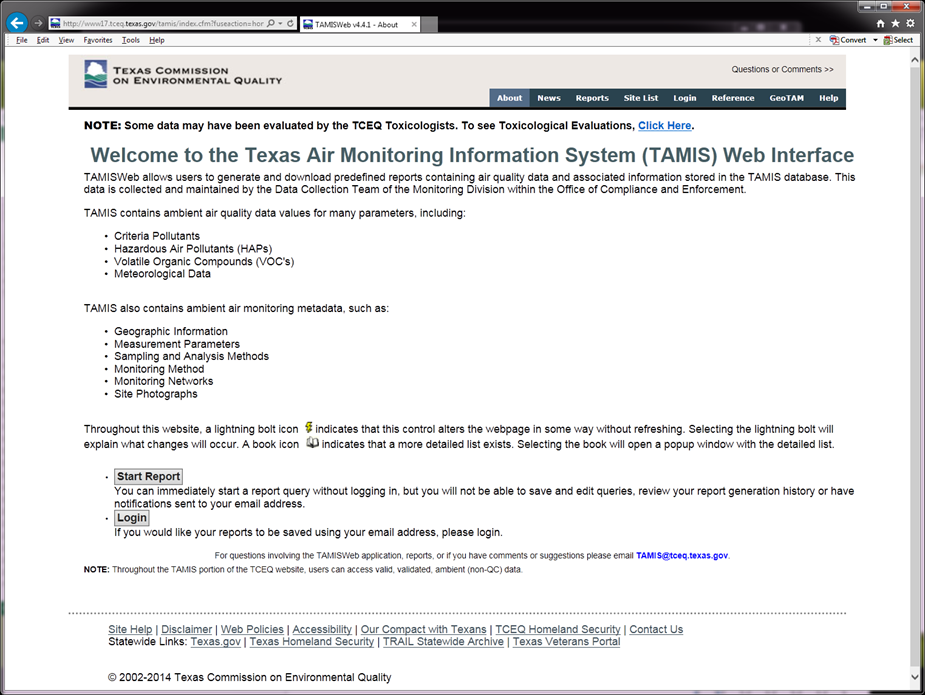 http://www17.tceq.texas.gov/tamis/index.cfm?fuseaction=hor
TAMISWeb v4.4.1 - About
File Edit View Favorites Tools Help
Convert Select
TEXAS COMMISSION
ON ENVIRONMENTAL QUALITY
Questions or Comments >>
About News Reports Site List Login Reference GeoTAM Help
NOTE: Some data may have been evaluated by the TCEQ Toxicologists. To see Toxicological Evaluations, Click Here.
Welcome to the Texas Air Monitoring Information System (TAMIS) Web Interface
TAMISWeb allows users to generate and download predefined reports containing air quality data and associated information stored in the TAMIS database. This
data is collected and maintained by the Data Collection Team of the Monitoring Division within the Office of Compliance and Enforcement.
TAMIS contains ambient air quality data values for many parameters, including:
• Criteria Pollutants
• Hazardous Air Pollutants (HAPs)
• Volatile Organic Compounds (VOC's)
• Meteorological Data
TAMIS also contains ambient air monitoring metadata, such as:
• Geographic Information
• Measurement Parameters
• Sampling and Analysis Methods
• Monitoring Method
• Monitoring Networks
• Site Photographs
Throughout this website, a lightning bolt icon indicates that this control alters the webpage in some way without refreshing. Selecting the lightning bolt will
explain what changes will occur. A book icon indicates that a more detailed list exists. Selecting the book will open a popup window with the detailed list.
• Start Report
You can immediately start a report query without logging in, but you will not be able to save and edit queries, review your report generation history or have
notifications sent to your email address.
• Login
If you would like your reports to be saved using your email address, please login.
For questions involving the TAMISWeb application, reports, or if you have comments or suggestions please email TAMIS@tceq.texas.gov.
NOTE: Throughout the TAMIS portion of the TCEQ website, users can access valid, validated, ambient (non-QC) data.
Site Help | Disclaimer | Web Policies | Accessibility | Our Compact with Texans | TCEQ Homeland Security | Contact Us
Statewide Links: Texas.gov | Texas Homeland Security | TRAIL Statewide Archive | Texas Veterans Portal
© 2002-2014 Texas Commission on Environmental Quality